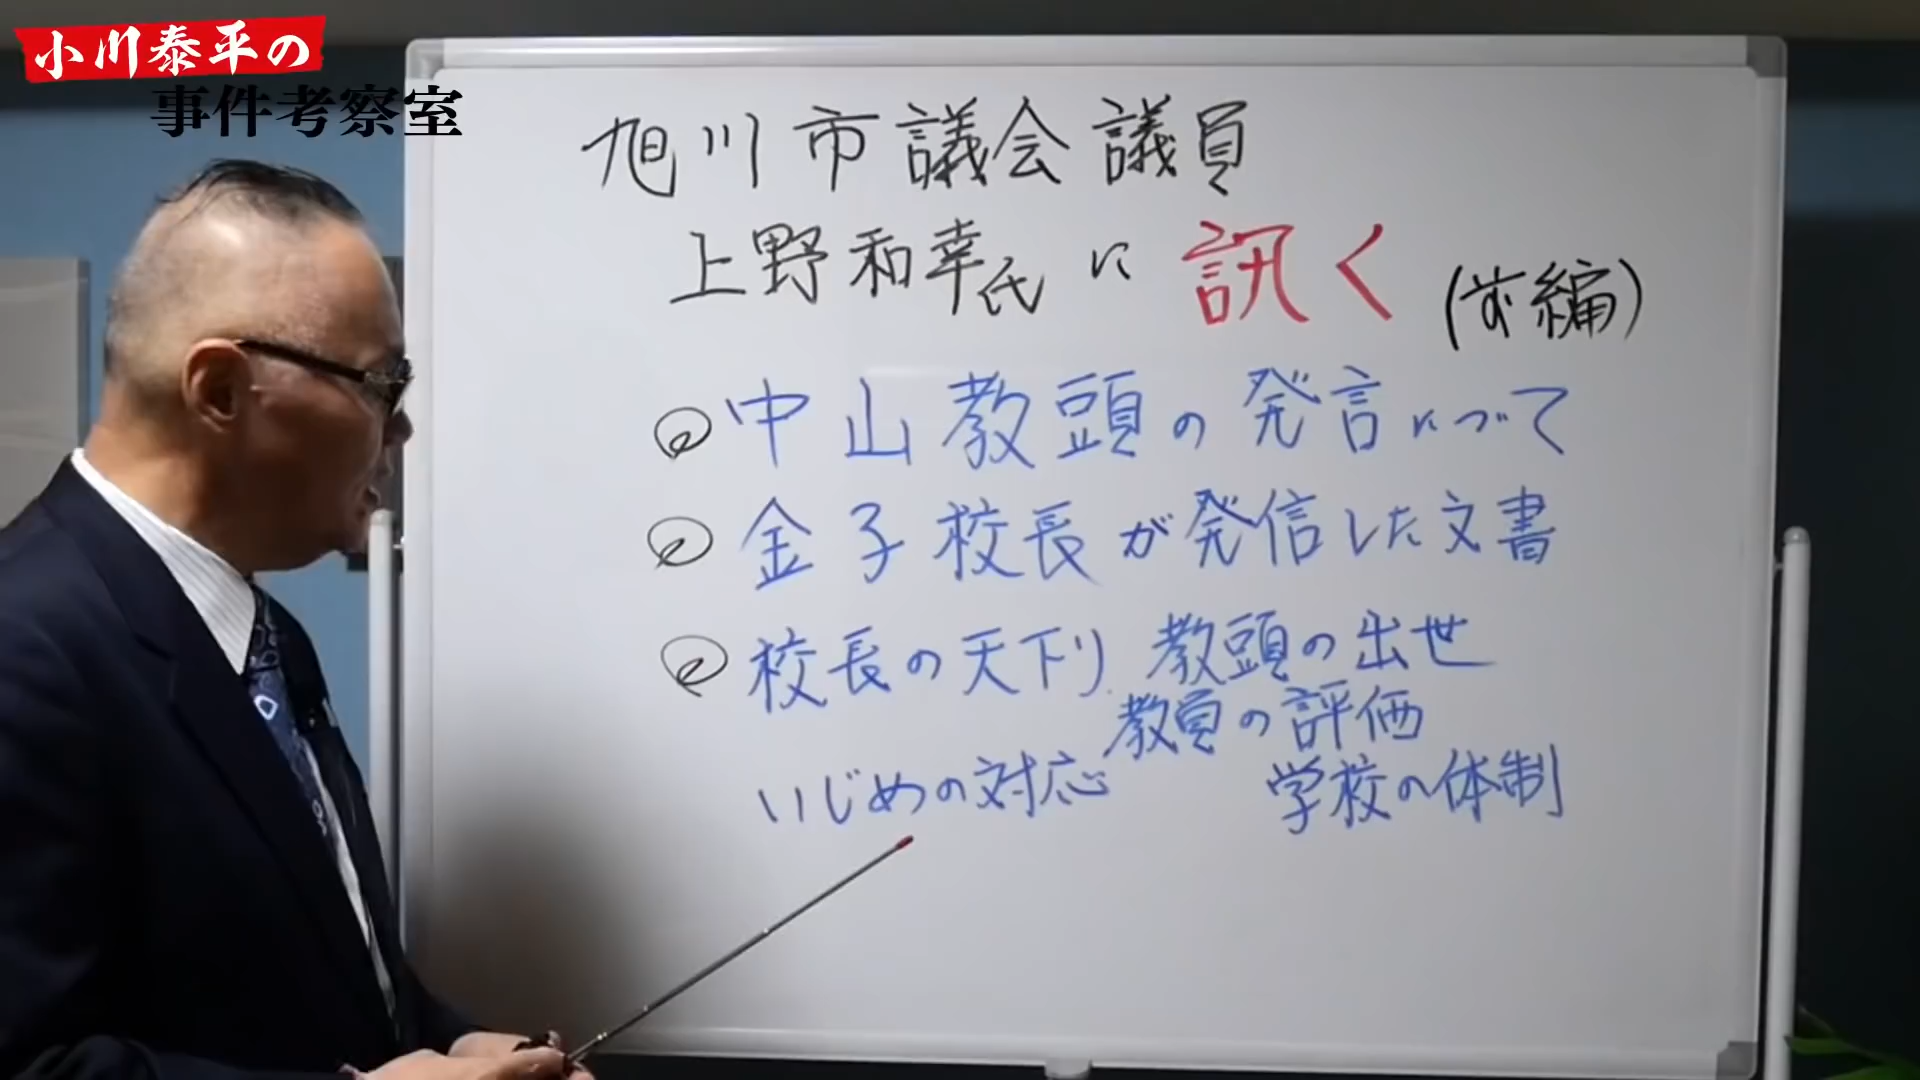 小川泰平の
事件考察室
旭川市議会議員
上野和幸氏に訊く(前編)
中山教頭の発言について
金子校長が発信した文書
校長の天下り、教頭の出世
教員の評価
いじめの対応 学校の体制